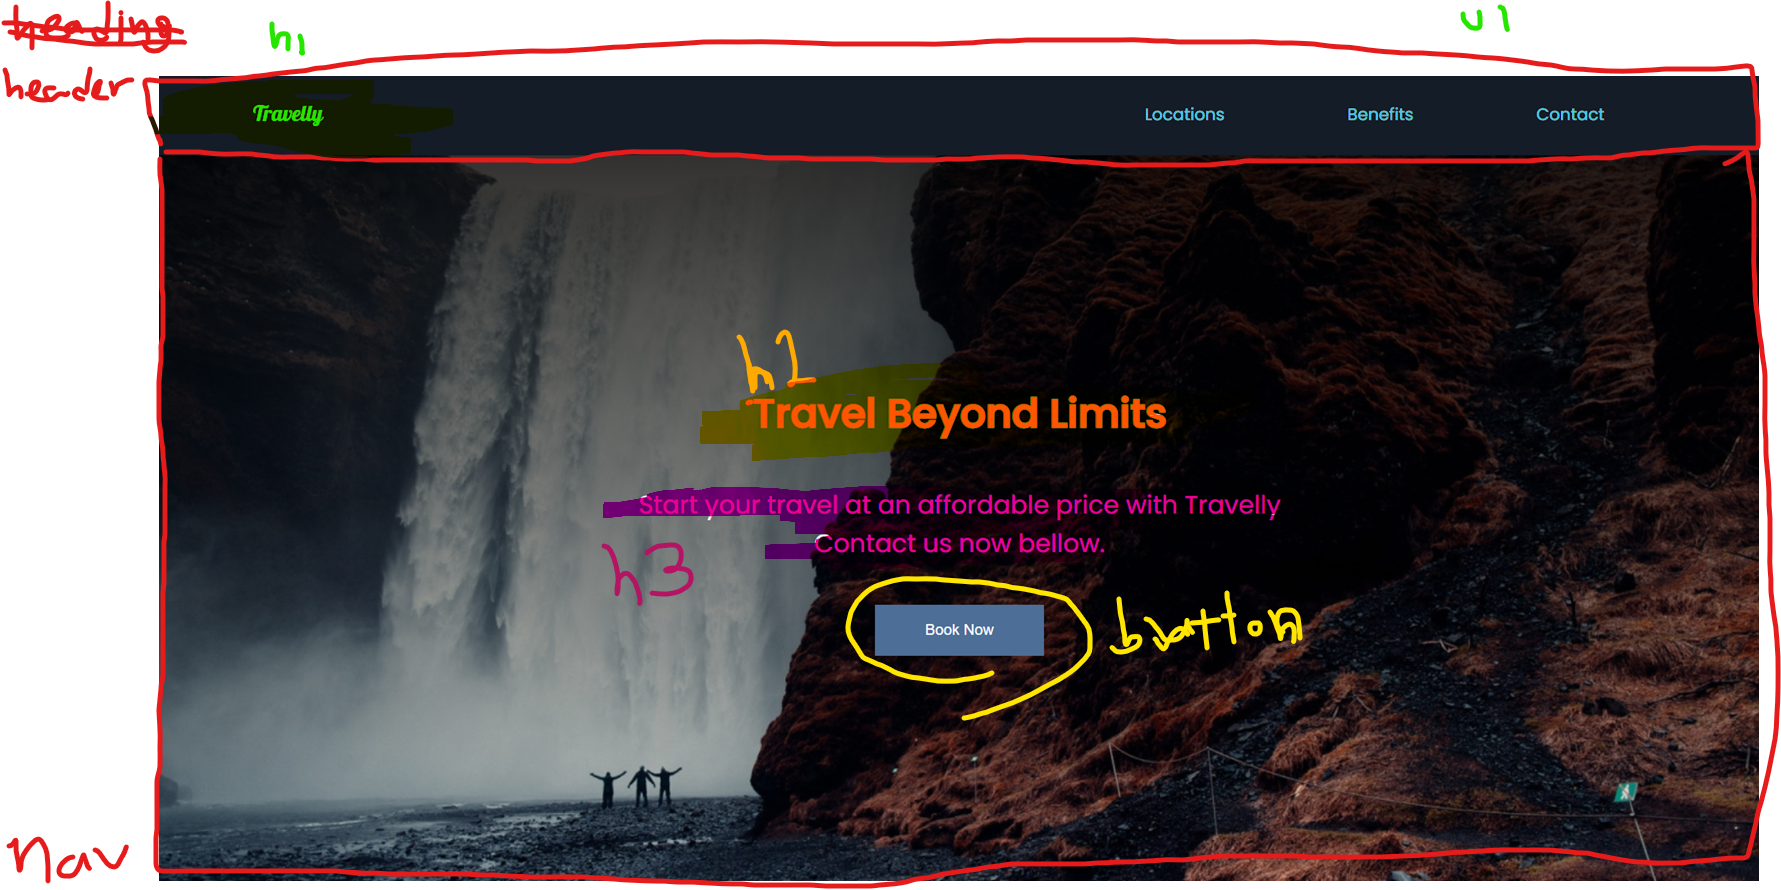 heading
h1
ul
header
Travelly Locations Benefits Contact
h2
Travel Beyond Limits
Start your travel at an affordable price with Travelly
Contact us now bellow.
h3
Book Now
button
nav